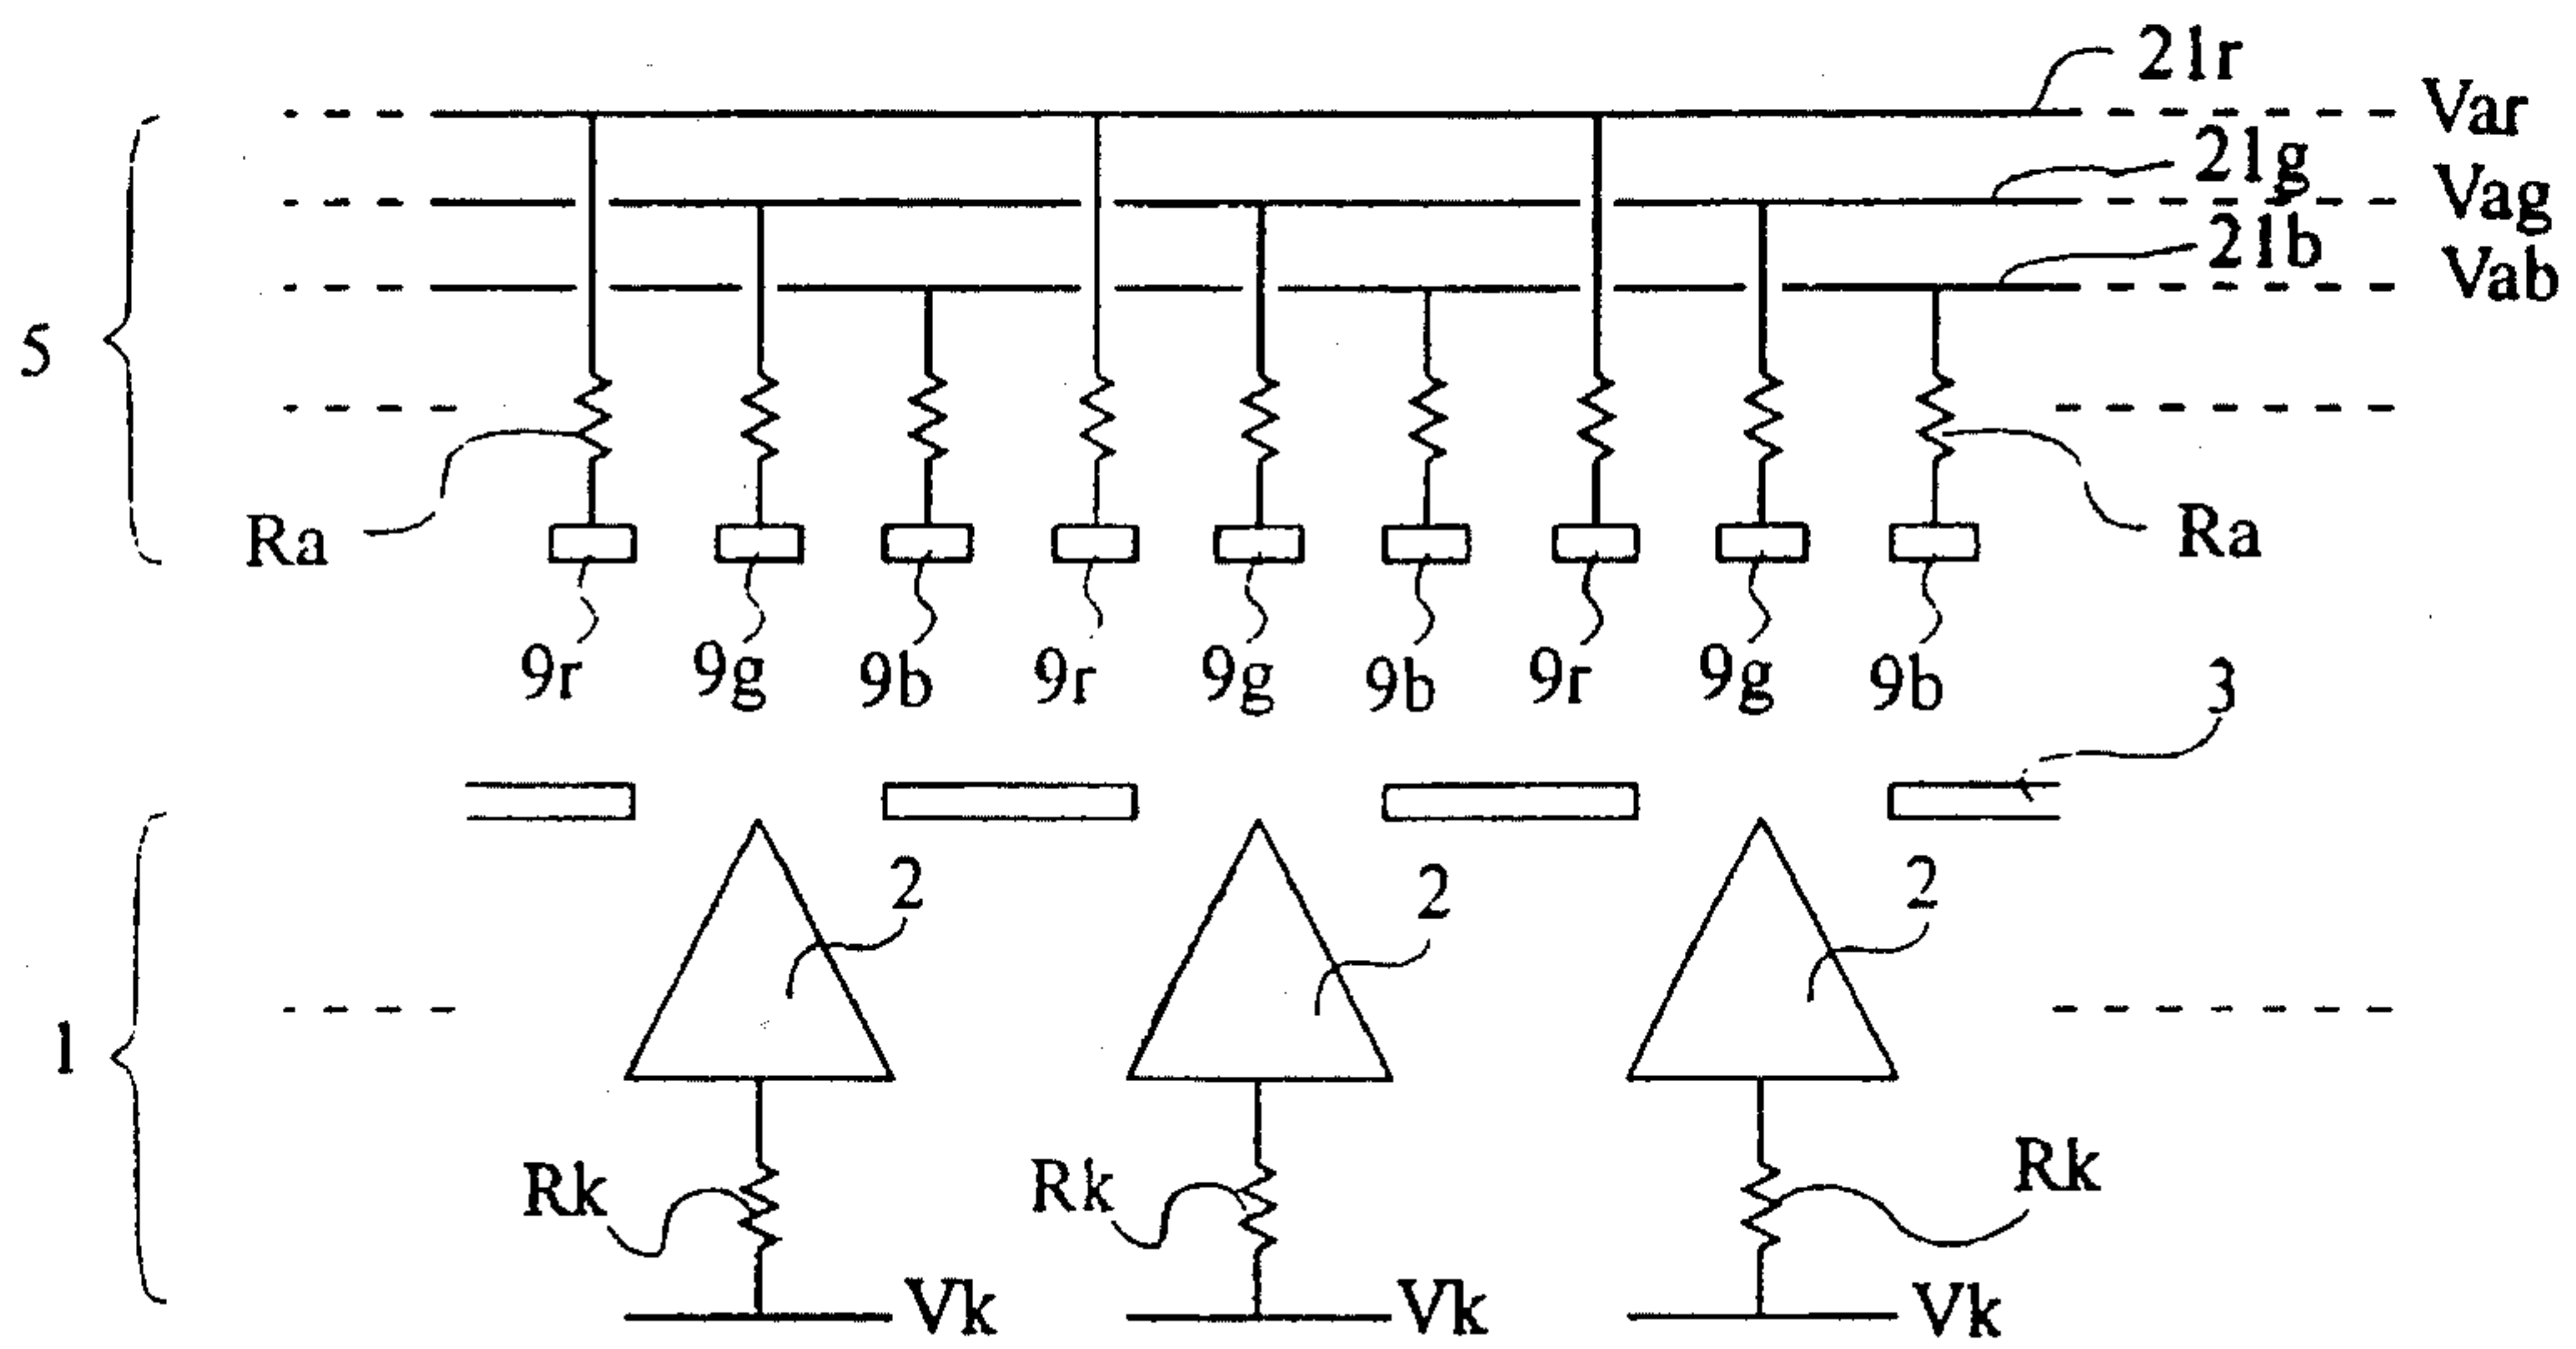 21r
Var
21g
Vag
21b
Vab
5
Ra
Ra
9r 9g 9b 9r 9g 9b 9r 9g 9b
3
2 2 2
1
Rk Rk Rk
Vk Vk Vk